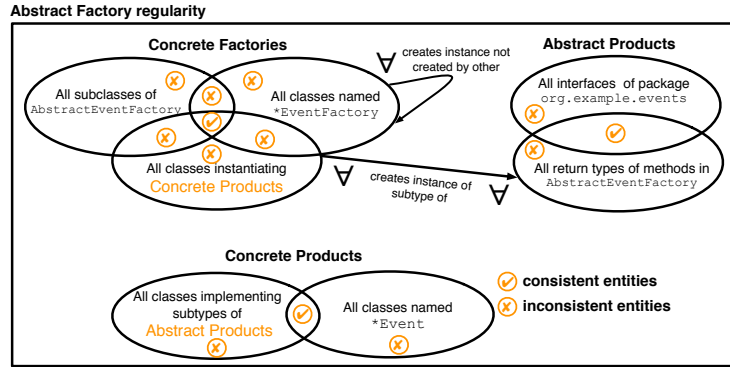 Abstract Factory regularity
Concrete Factories
All subclasses of
AbstractEventFactory
All classes named
*EventFactory
All classes instantiating
Concrete Products
∀
creates instance not
created by other
∀
creates instance of
subtype of
∀
Abstract Products
All interfaces of package
org.example.events
All return types of methods in
AbstractEventFactory
Concrete Products
All classes implementing
subtypes of
Abstract Products
All classes named
*Event
consistent entities
inconsistent entities